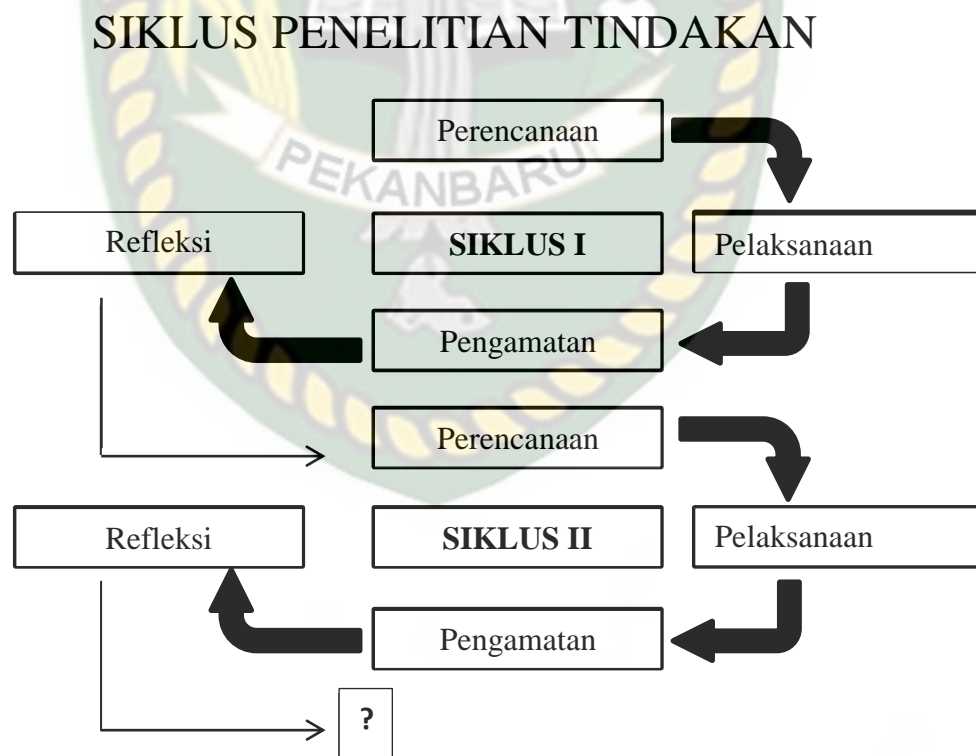 SIKLUS PENELITIAN TINDAKAN
Perencanaan
PEKANBARU
Refleksi
SIKLUS I
Pelaksanaan
Pengamatan
Perencanaan
Refleksi
SIKLUS II
Pelaksanaan
Pengamatan
?